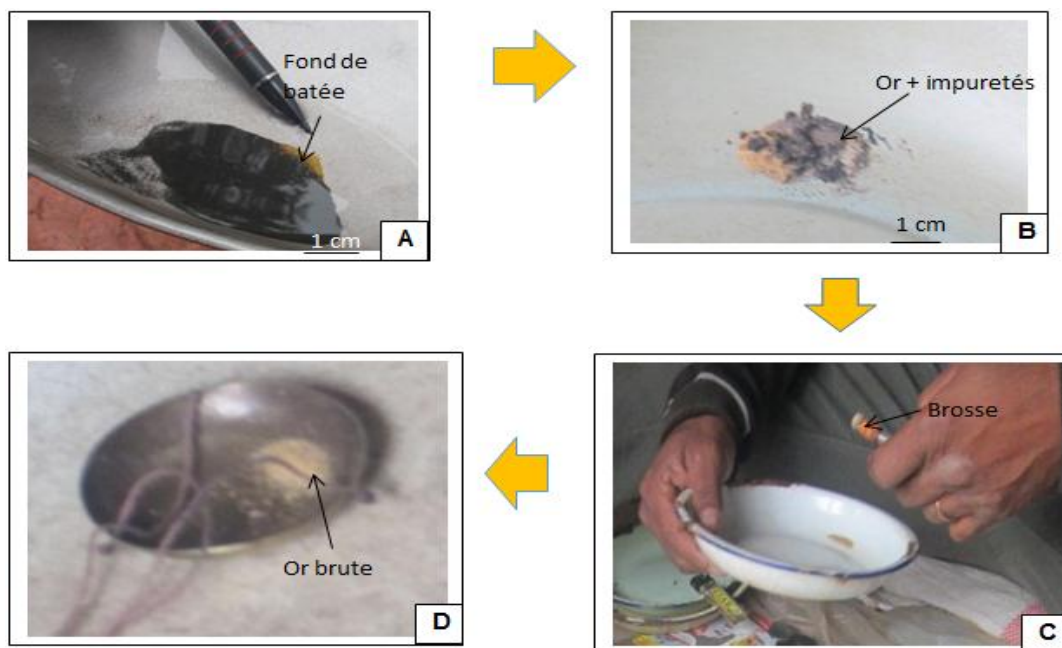 Fond de
batée
1 cm
A
Or + impuretés
1 cm
B
Or brute
D
Brosse
C